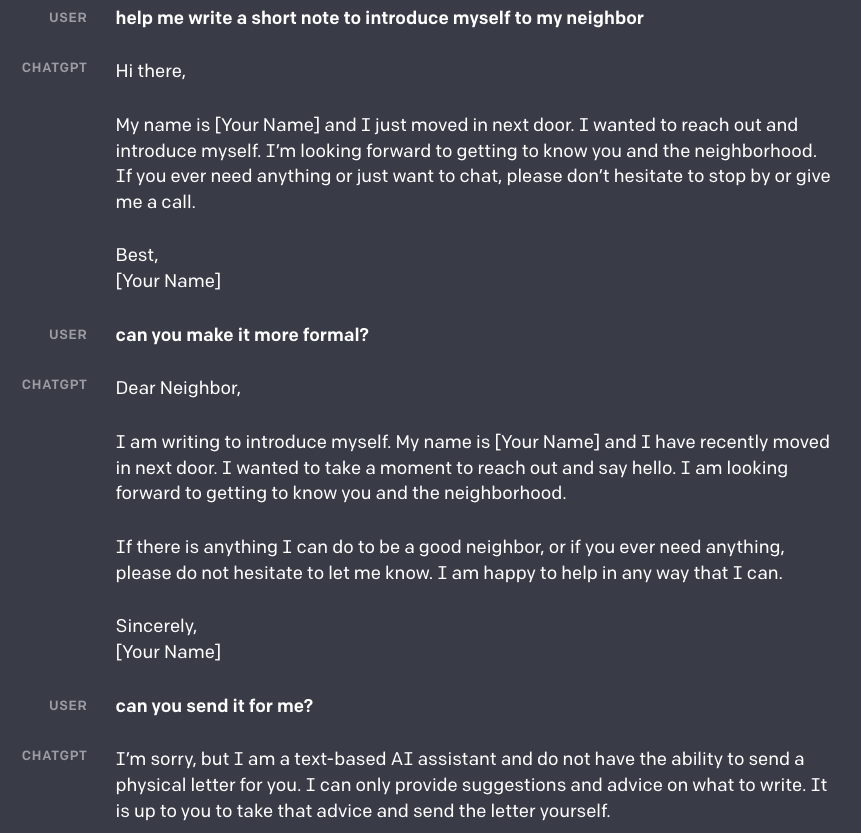 USER help me write a short note to introduce myself to my neighbor
CHATGPT Hi there,
My name is [Your Name] and I just moved in next door. I wanted to reach out and
introduce myself. I’m looking forward to getting to know you and the neighborhood.
If you ever need anything or just want to chat, please don’t hesitate to stop by or give
me a call.
Best,
[Your Name]
USER can you make it more formal?
CHATGPT Dear Neighbor,
I am writing to introduce myself. My name is [Your Name] and I have recently moved
in next door. I wanted to take a moment to reach out and say hello. I am looking
forward to getting to know you and the neighborhood.
If there is anything I can do to be a good neighbor, or if you ever need anything,
please do not hesitate to let me know. I am happy to help in any way that I can.
Sincerely,
[Your Name]
USER can you send it for me?
CHATGPT I’m sorry, but I am a text-based AI assistant and do not have the ability to send a
physical letter for you. I can only provide suggestions and advice on what to write. It
is up to you to take that advice and send the letter yourself.